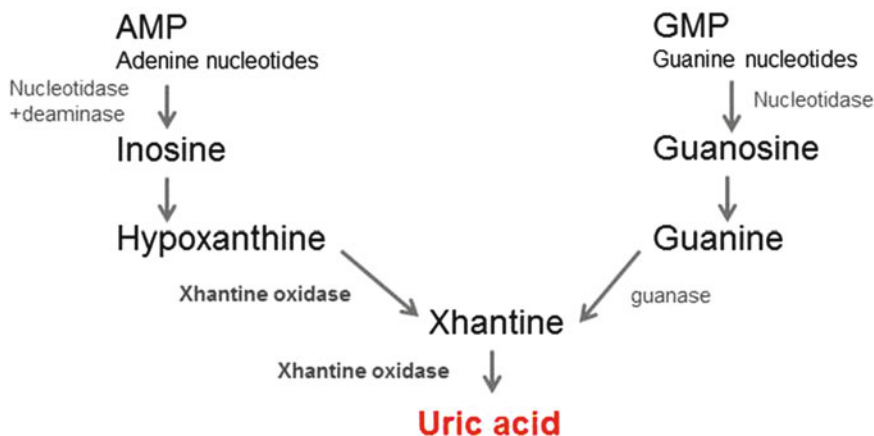 AMP
Adenine nucleotides
Nucleotidase
+deaminase
Inosine
Hypoxanthine
Xhantine oxidase
GMP
Guanine nucleotides
Nucleotidase
Guanosine
Guanine
guanase
Xhantine
Xhantine oxidase
Uric acid